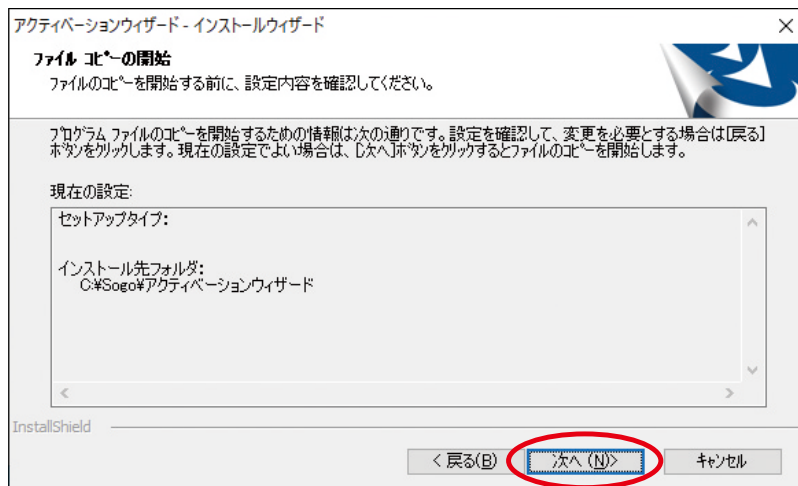 アクティベーションウィザード - インストールウィザード
ファイル コピーの開始
ファイルのコピーを開始する前に、設定内容を確認してください。
プログラム ファイルのコピーを開始するための情報は次の通りです。設定を確認して、変更を必要とする場合は[戻る]
ボタンをクリックします。現在の設定でよい場合は、[次へ]ボタンをクリックするとファイルのコピーを開始します。
現在の設定:
セットアップタイプ:
インストール先フォルダ:
C:¥Sogo¥アクティベーションウィザード
InstallShield
< 戻る(B)
次へ (N)>
キャンセル